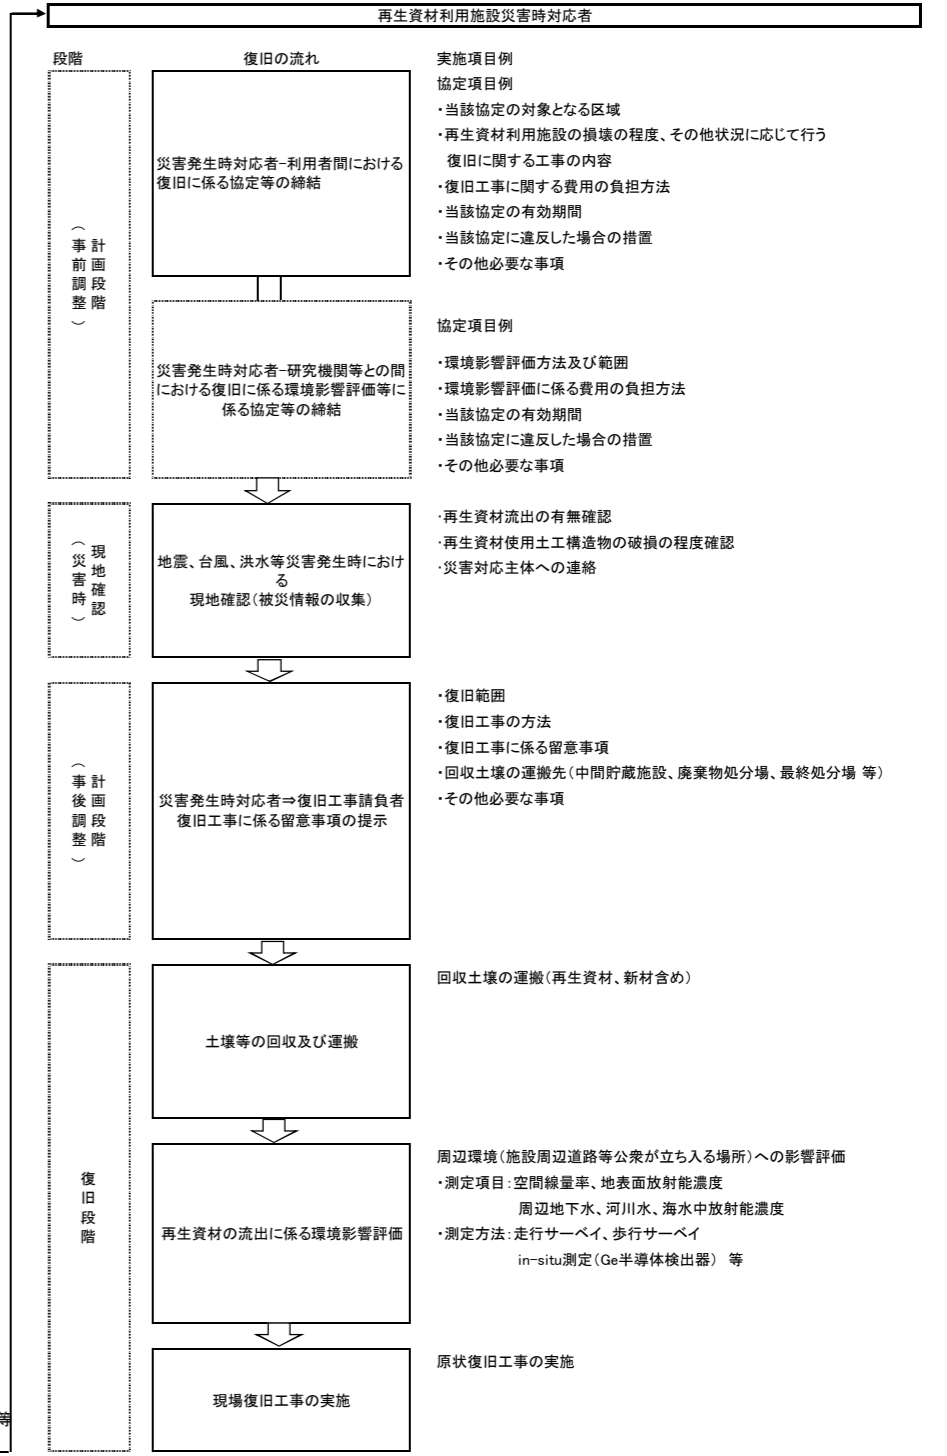 再生資材利用施設災害時対応者
段階
復旧の流れ
実施項目例
計画段階
（事前調整）
災害発生時対応者-利用者間における
復旧に係る協定等の締結
協定項目例
・当該協定の対象となる区域
・再生資材利用施設の損壊の程度、その他状況に応じて行う
復旧に関する工事の内容
・復旧工事に関する費用の負担方法
・当該協定の有効期間
・当該協定に違反した場合の措置
・その他必要な事項
災害発生時対応者-研究機関等との間
における復旧に係る環境影響評価等に
係る協定等の締結
協定項目例
・環境影響評価方法及び範囲
・環境影響評価に係る費用の負担方法
・当該協定の有効期間
・当該協定に違反した場合の措置
・その他必要な事項
現地確認
（災害時）
地震、台風、洪水等災害発生時におけ
る
現地確認（被災情報の収集）
・再生資材流出の有無確認
・再生資材使用土工構造物の破損の程度確認
・災害対応主体への連絡
計画段階
（事後調整）
災害発生時対応者⇒復旧工事請負者
復旧工事に係る留意事項の提示
・復旧範囲
・復旧工事の方法
・復旧工事に係る留意事項
・回収土壌の運搬先（中間貯蔵施設、廃棄物処分場、最終処分場 等）
・その他必要な事項
復旧段階
土壌等の回収及び運搬
回収土壌の運搬（再生資材、新材含め）
再生資材の流出に係る環境影響評価
周辺環境（施設周辺道路等公衆が立ち入る場所）への影響評価
・測定項目：空間線量率、地表面放射能濃度
周辺地下水、河川水、海水中放射能濃度
・測定方法：走行サーベイ、歩行サーベイ
in-situ測定（Ge半導体検出器） 等
現場復旧工事の実施
原状復旧工事の実施
等